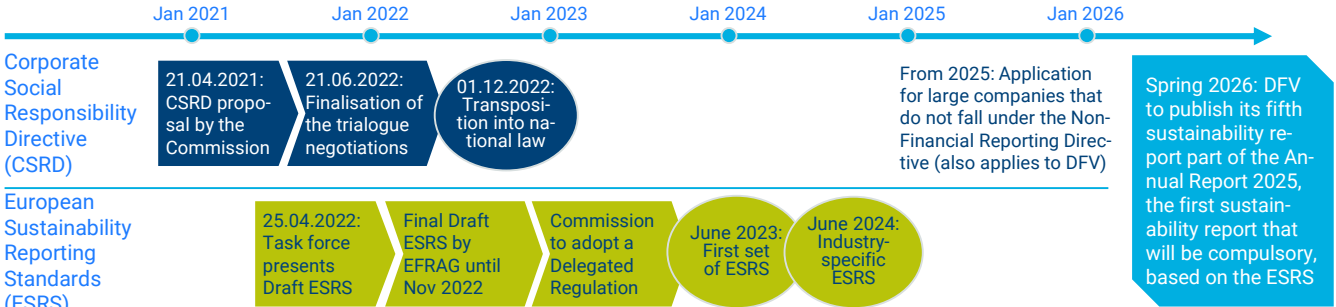 Jan 2021
Jan 2022
Jan 2023
Jan 2024
Jan 2025
Jan 2026
Corporate
Social
Responsibility
Directive
(CSRD)
21.04.2021:
CSRD propo-
sal by the
Commission
21.06.2022:
Finalisation of
the trialogue
negotiations
01.12.2022:
Transposi-
tion into na-
tional law
From 2025: Application
for large companies that
do not fall under the Non-
Financial Reporting Direc-
tive (also applies to DFV)
Spring 2026: DFV
to publish its fifth
sustainability re-
port part of the An-
nual Report 2025,
the first sustain-
ability report that
will be compulsory,
based on the ESRS
European
Sustainability
Reporting
Standards
(ESRS)
25.04.2022:
Task force
presents
Draft ESRS
Final Draft
ESRS by
EFRAG until
Nov 2022
Commission
to adopt a
Delegated
Regulation
June 2023:
First set
of ESRS
June 2024:
Industry-
specific
ESRS